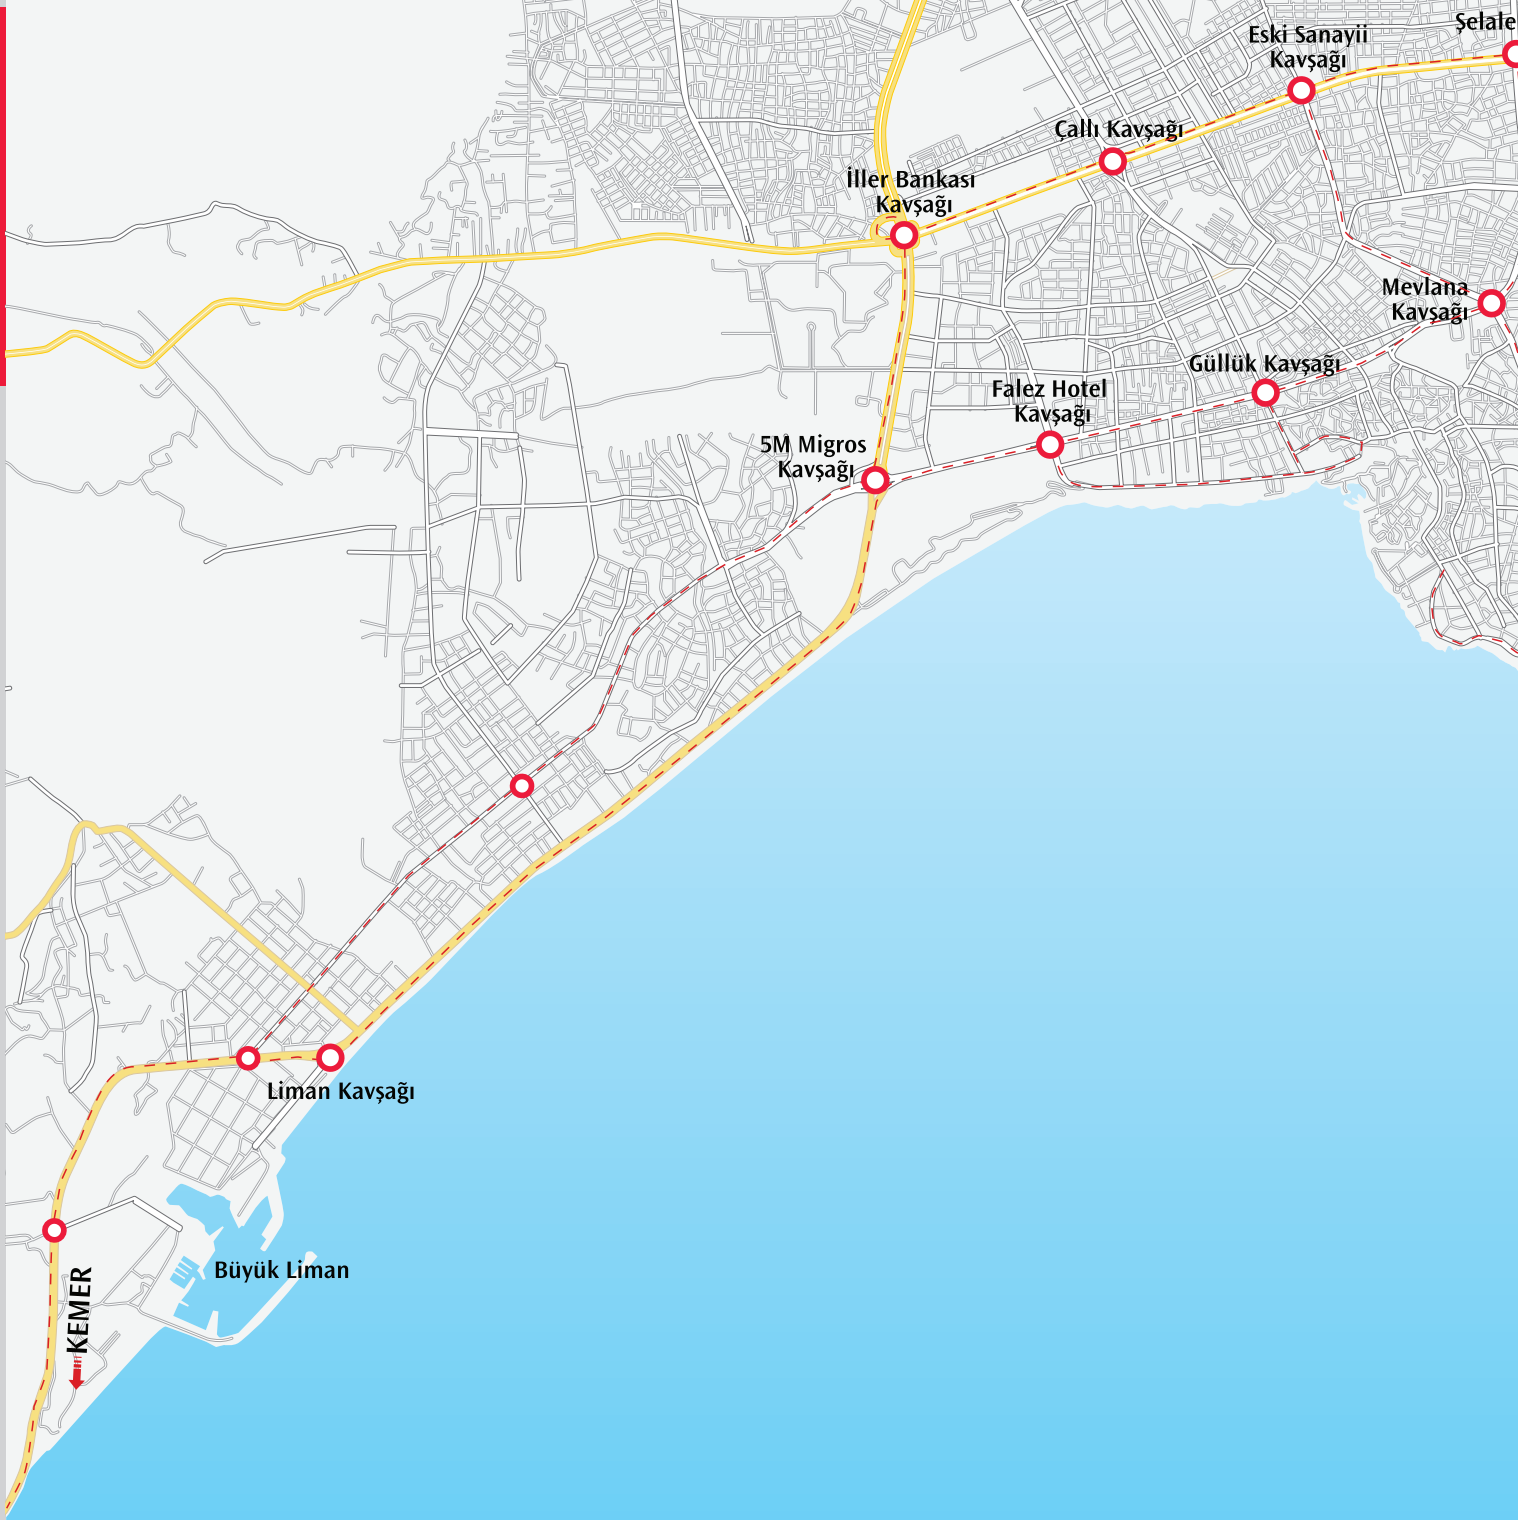 Şelale
Eski Sanayii
Kavşağı
Çallı Kavşağı
İller Bankası
Kavşağı
Mevlana
Kavşağı
Güllük Kavşağı
Falez Hotel
Kavşağı
5M Migros
Kavşağı
Liman Kavşağı
Büyük Liman
KEMER